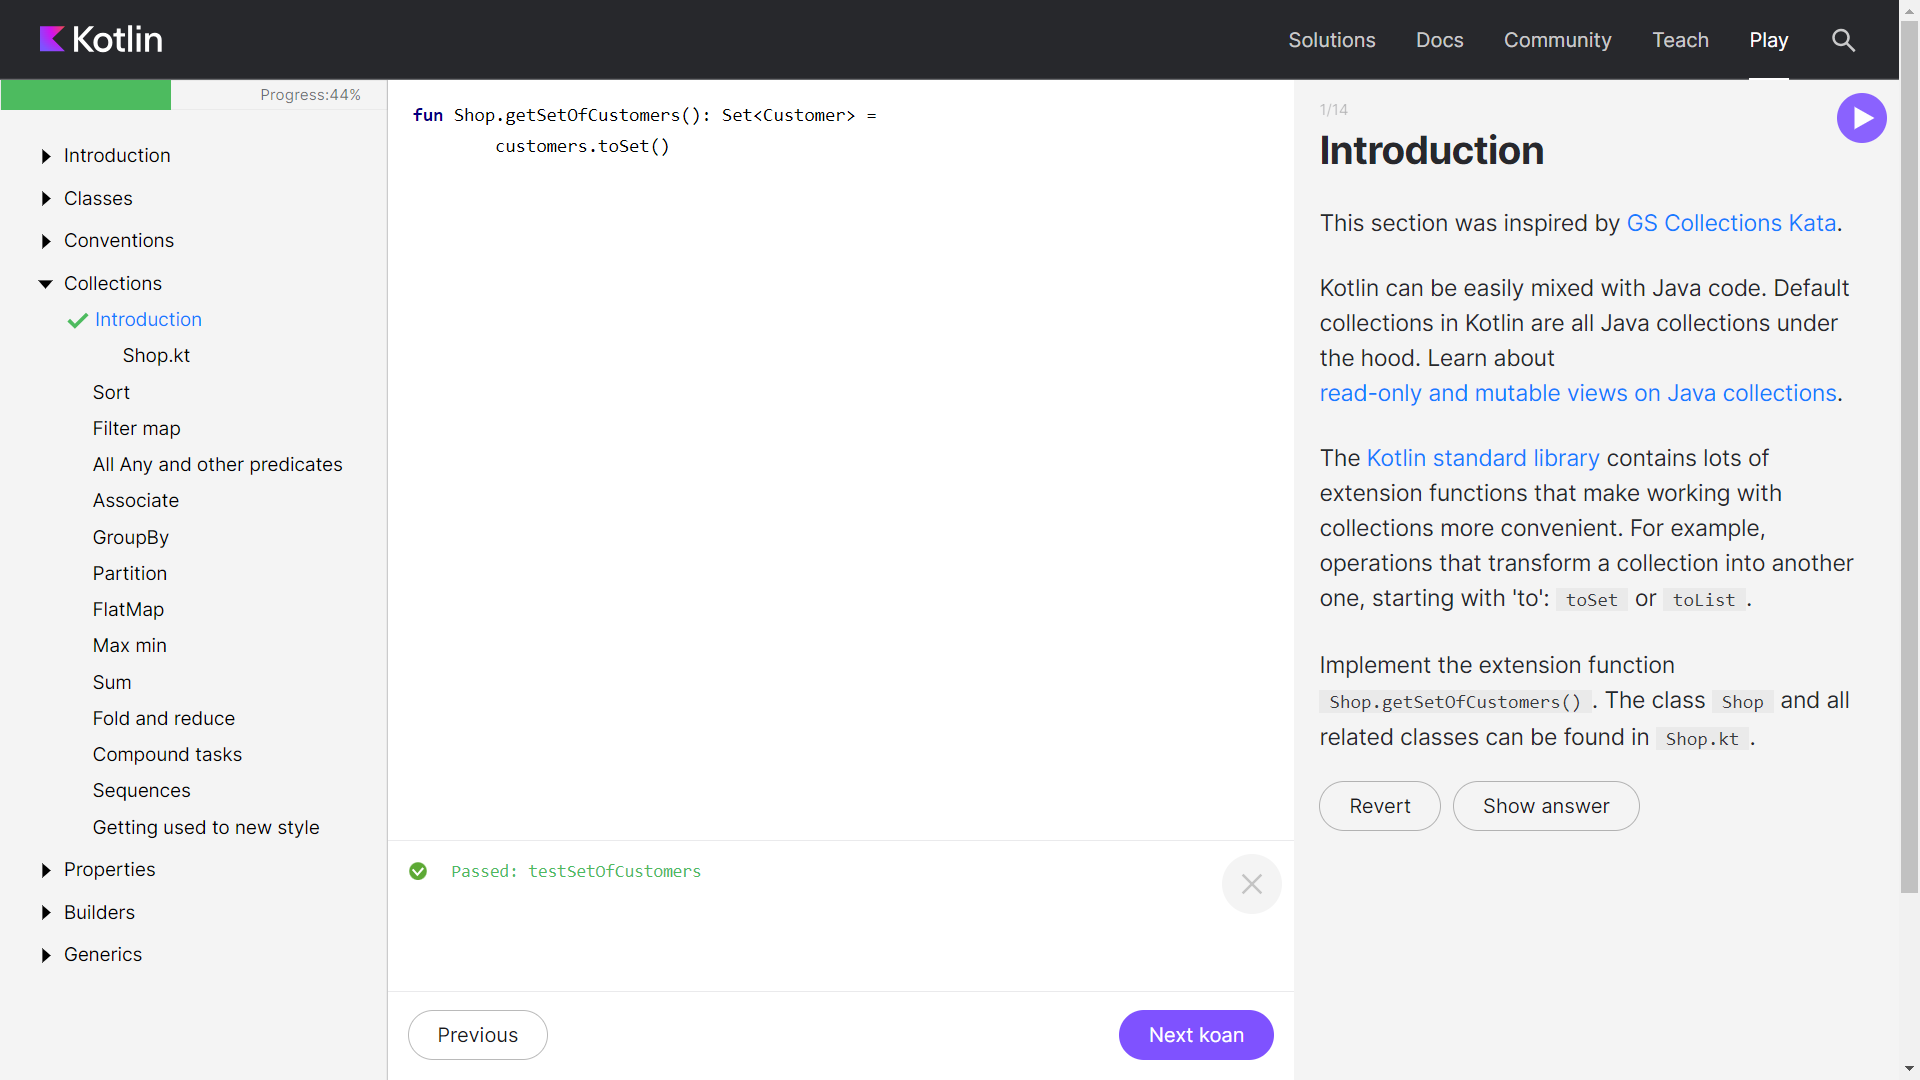 Kotlin
Solutions
Docs
Community
Teach
Play
Progress:44%
Introduction
Classes
Conventions
Collections
Introduction
Shop.kt
Sort
Filter map
All Any and other predicates
Associate
GroupBy
Partition
FlatMap
Max min
Sum
Fold and reduce
Compound tasks
Sequences
Getting used to new style
Properties
Builders
Generics
fun Shop.getSetOfCustomers(): Set<Customer> =
customers.toSet()
Passed: testSetOfCustomers
Previous
Next koan
1/14
Introduction
This section was inspired by GS Collections Kata.
Kotlin can be easily mixed with Java code. Default
collections in Kotlin are all Java collections under
the hood. Learn about
read-only and mutable views on Java collections.
The Kotlin standard library contains lots of
extension functions that make working with
collections more convenient. For example,
operations that transform a collection into another
one, starting with 'to': toSet or toList.
Implement the extension function
Shop.getSetOfCustomers(). The class Shop and all
related classes can be found in Shop.kt.
Revert
Show answer